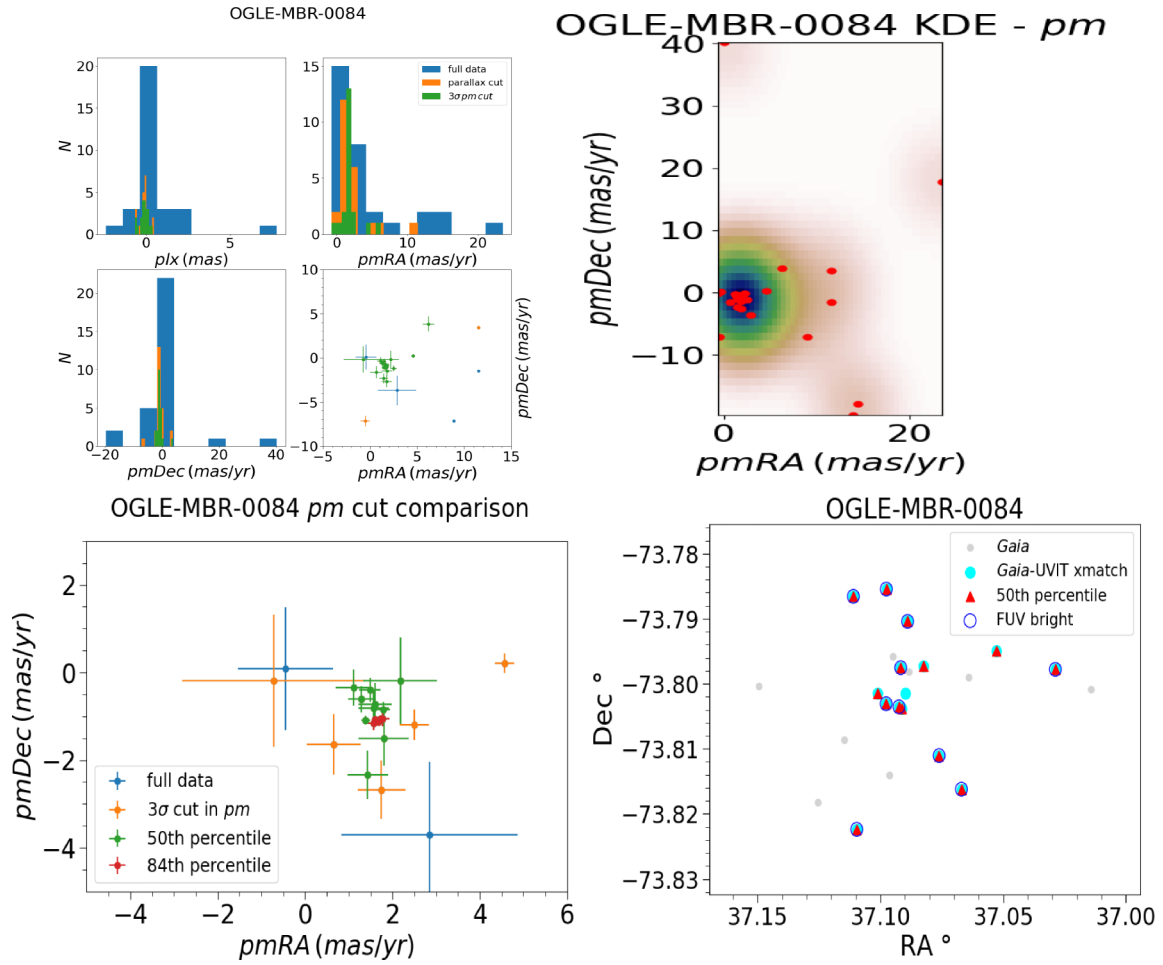 OGLE-MBR-0084
20
15
10
5
0
N
0
5
plx (mas)
15
10
5
0
0
10
20
pmRA (mas/yr)
full data
parallax cut
3σ pm cut
20
15
10
5
0
N
−20
0
20
40
pmDec (mas/yr)
10
5
0
−5
−10
−5
0
5
10
15
pmRA (mas/yr)
pmDec (mas/yr)
OGLE-MBR-0084 KDE - pm
40
30
20
10
0
−10
pmDec (mas/yr)
0
20
pmRA (mas/yr)
OGLE-MBR-0084 pm cut comparison
2
0
−2
−4
pmDec (mas/yr)
full data
3σ cut in pm
50th percentile
84th percentile
−4
−2
0
2
4
6
pmRA (mas/yr)
OGLE-MBR-0084
−73.78
−73.79
−73.80
−73.81
−73.82
−73.83
Dec °
Gaia
Gaia-UVIT xmatch
50th percentile
FUV bright
37.15
37.10
37.05
37.00
RA °